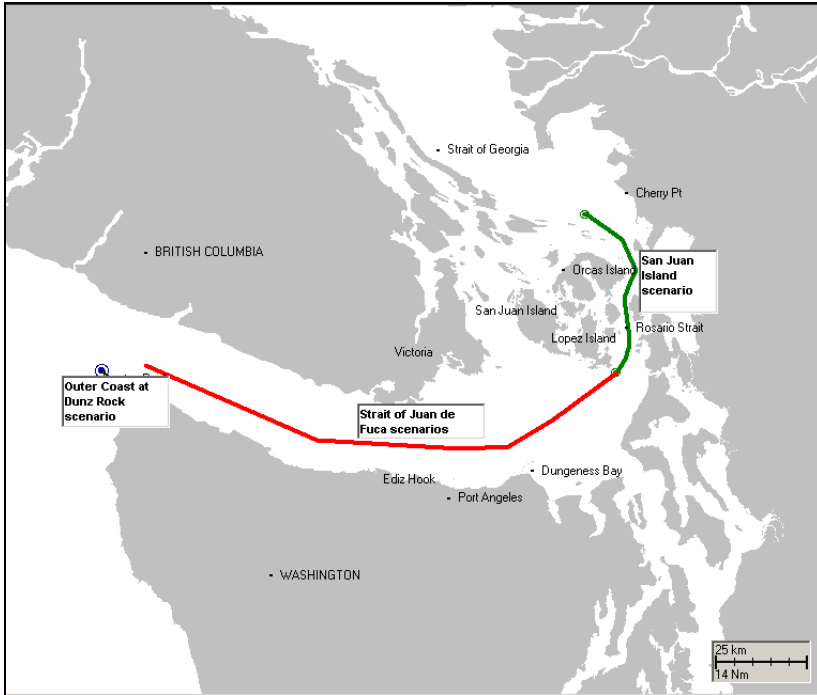 Strait of Georgia
Cherry Pt
BRITISH COLUMBIA
Orcas Island
San Juan
Island
scenario
San Juan Island
Rosario Strait
Lopez Island
Victoria
Outer Coast at
Dunz Rock
scenario
Strait of Juan de
Fuca scenarios
Dungeness Bay
Ediz Hook
Port Angeles
WASHINGTON
25 km
14 Nm